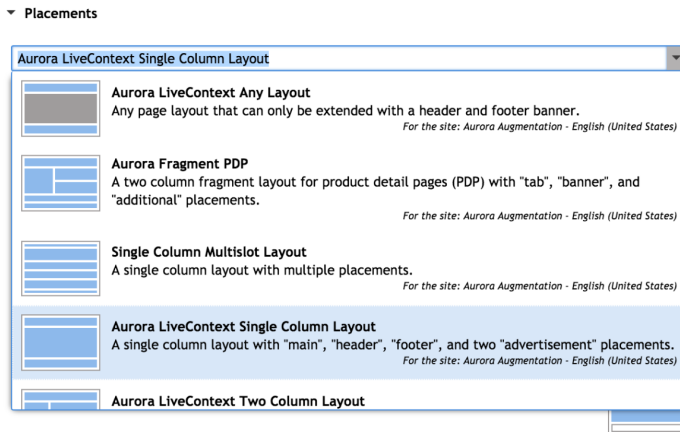 Placements
Aurora LiveContext Single Column Layout
Aurora LiveContext Any Layout
Any page layout that can only be extended with a header and footer banner.
For the site: Aurora Augmentation - English (United States)
Aurora Fragment PDP
A two column fragment layout for product detail pages (PDP) with "tab", "banner", and
"additional" placements.
For the site: Aurora Augmentation - English (United States)
Single Column Multislot Layout
A single column layout with multiple placements.
For the site: Aurora Augmentation - English (United States)
Aurora LiveContext Single Column Layout
A single column layout with "main", "header", "footer", and two "advertisement" placements.
For the site: Aurora Augmentation - English (United States)
Aurora LiveContext Two Column Layout